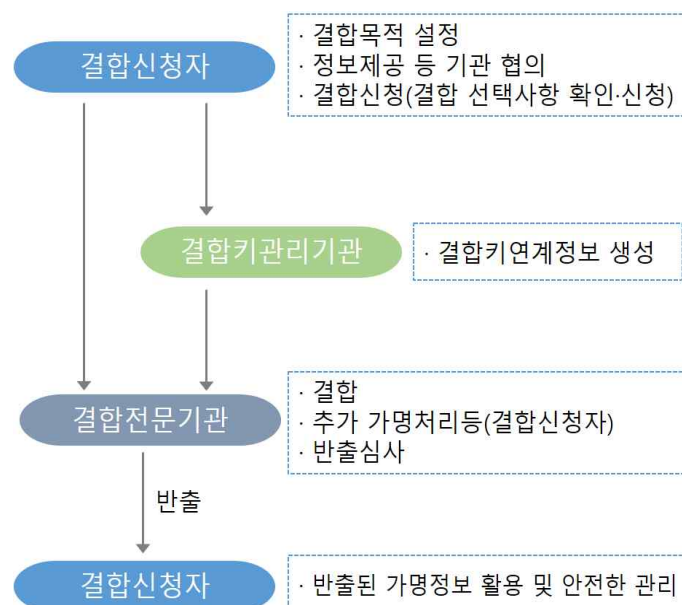 결합신청자
· 결합목적 설정
· 정보제공 등 기관 협의
· 결합신청(결합 선택사항 확인·신청)
결합키관리기관
· 결합키연계정보 생성
결합전문기관
· 결합
· 추가 가명처리등(결합신청자)
· 반출심사
반출
결합신청자
· 반출된 가명정보 활용 및 안전한 관리